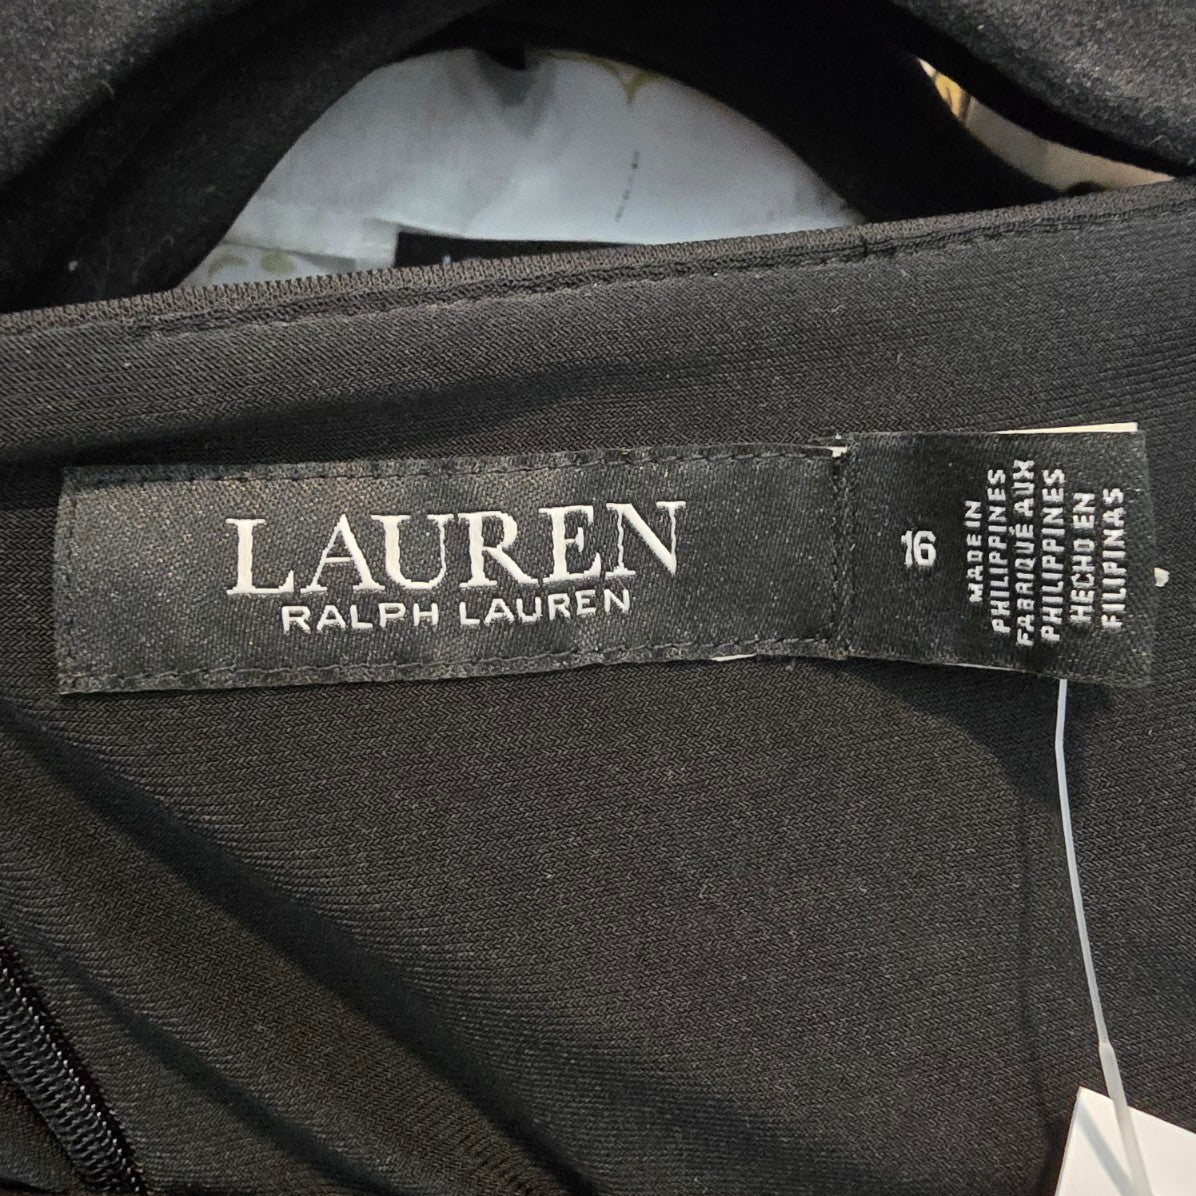 LAUREN
RALPH LAUREN
16
MADE IN
PHILIPPINES
FABRIQUÉ AUX
PHILIPPINES
HECHO EN
FILIPINAS